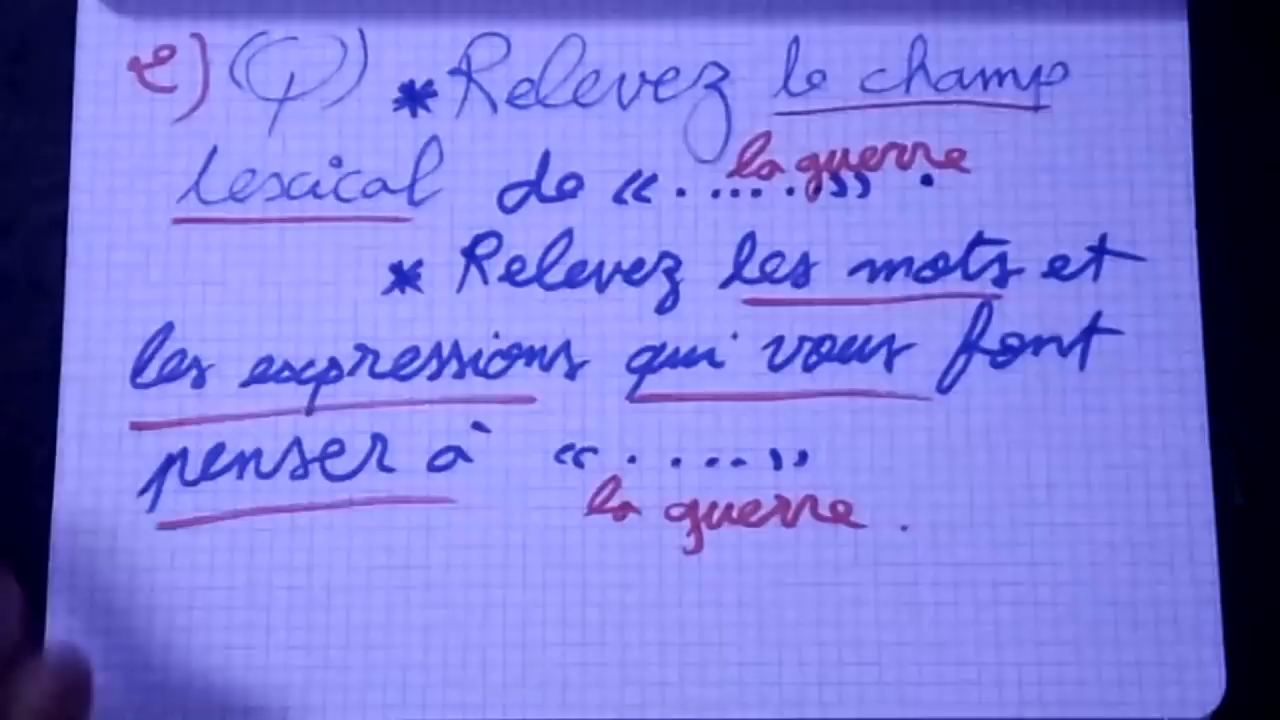 e) (Q) * Relevez le champ
lexical de « ...... » .
la guerre
* Relevez les mots et
les expressions qui vous font
penser à « ..... »
la guerre .